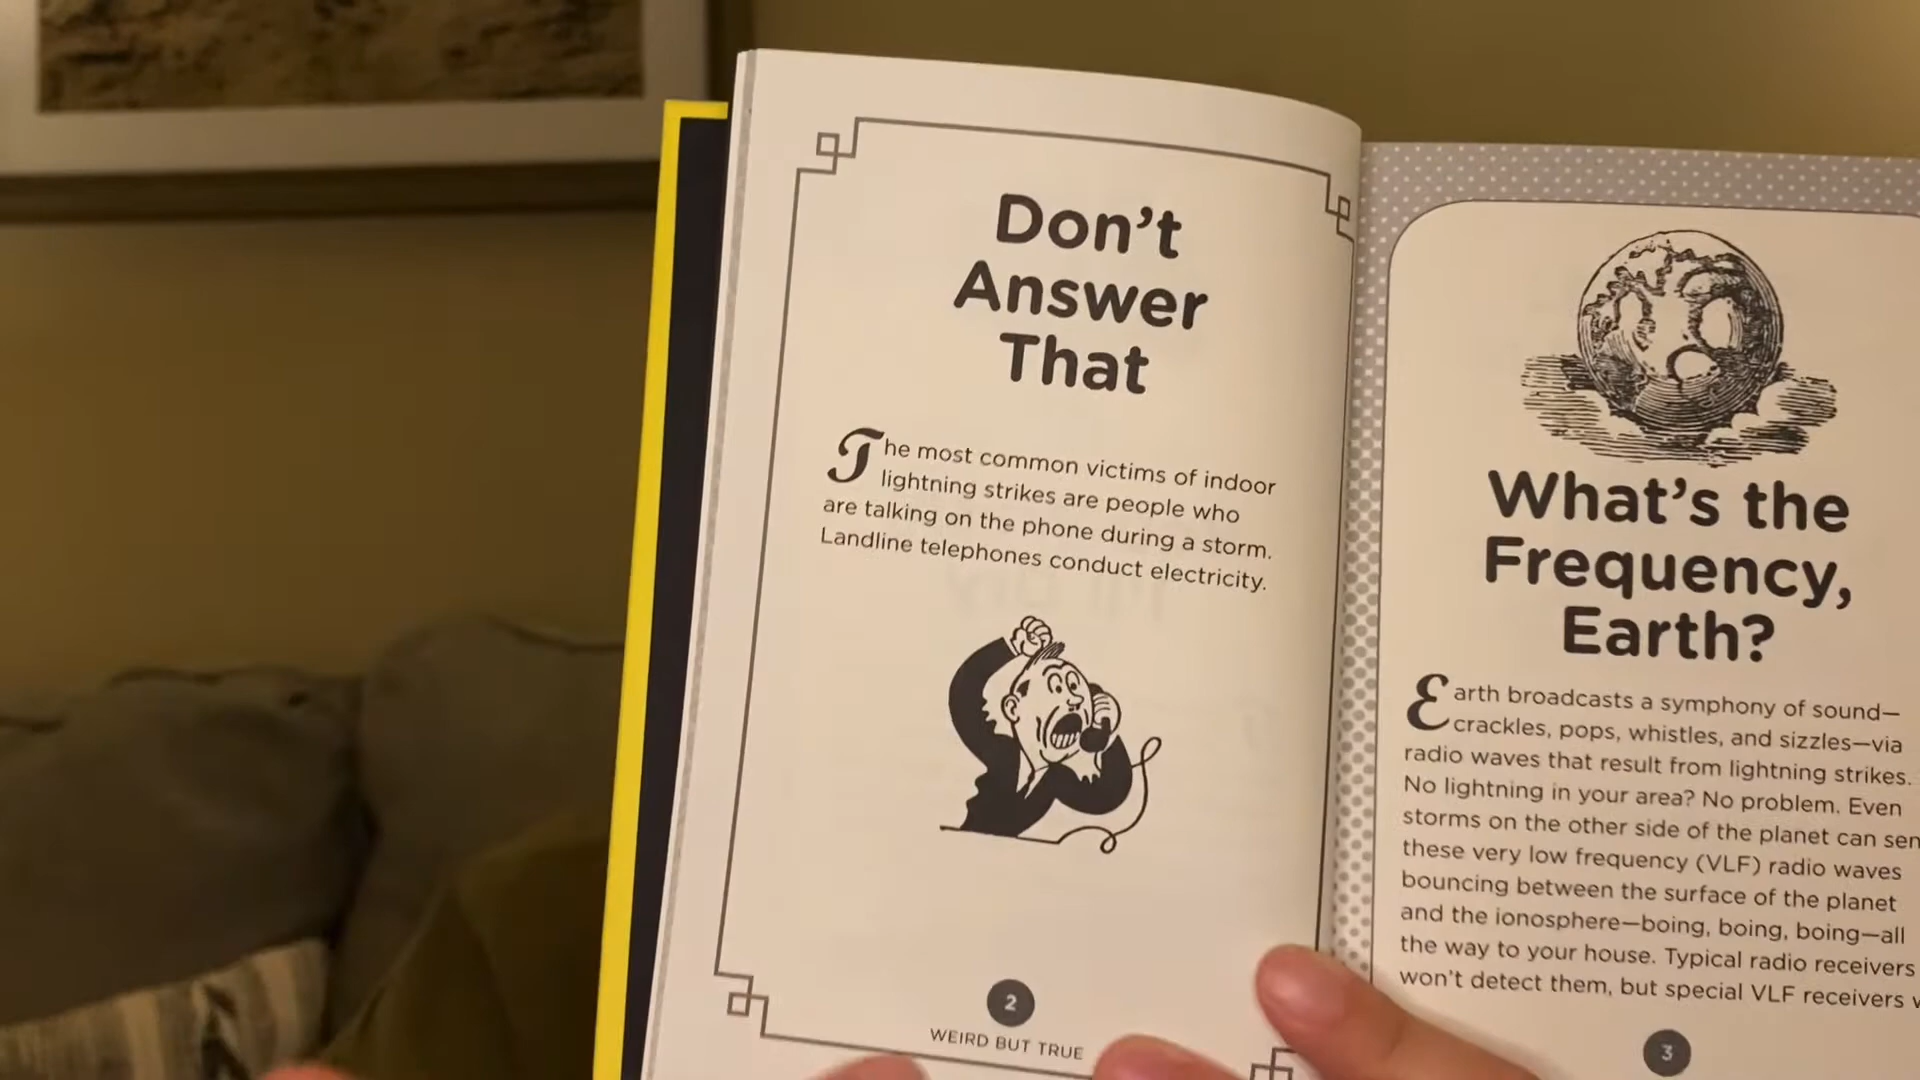 Don't
Answer
That
The most common victims of indoor
lightning strikes are people who
are talking on the phone during a storm.
Landline telephones conduct electricity.
2
WEIRD BUT TRUE
What's the
Frequency,
Earth?
Earth broadcasts a symphony of sound—
crackles, pops, whistles, and sizzles—via
radio waves that result from lightning strikes.
No lightning in your area? No problem. Even
storms on the other side of the planet can
these very low frequency (VLF) radio waves
bouncing between the surface of the planet
and the ionosphere—boing, boing, boing—all
the way to your house. Typical radio receivers
won't detect them, but special VLF receivers
3